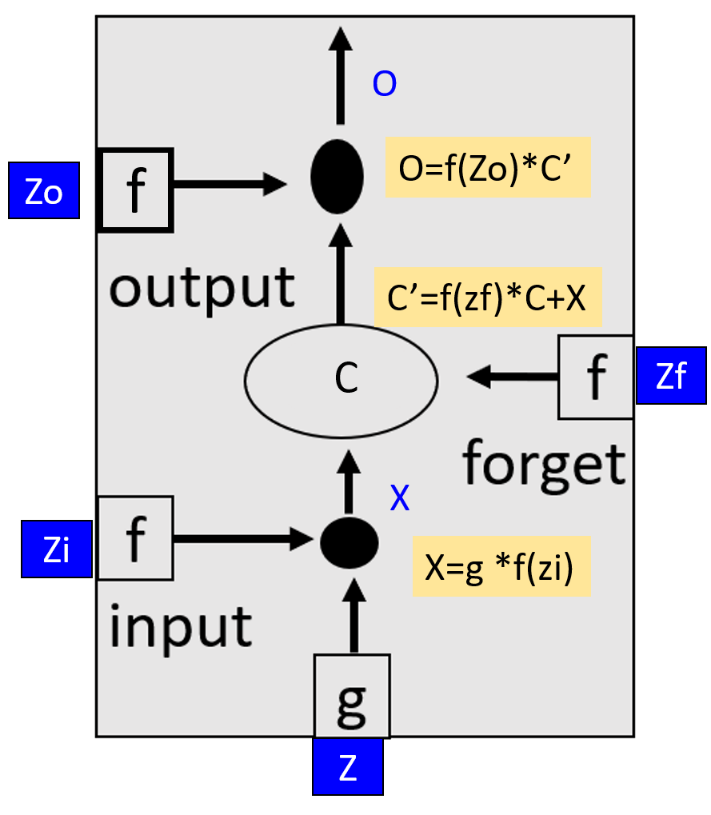 O
Zo
f
O=f(Zo)*C’
output
C’=f(zf)*C+X
C
f
Zf
forget
X
Zi
f
X=g *f(zi)
input
g
Z